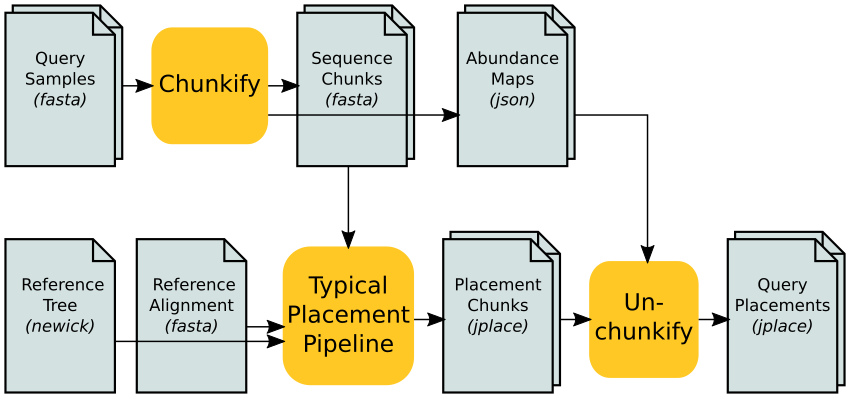 Query
Samples
(fasta)
Chunkify
Sequence
Chunks
(fasta)
Abundance
Maps
(json)
Reference
Tree
(newick)
Reference
Alignment
(fasta)
Typical
Placement
Pipeline
Placement
Chunks
(jplace)
Un-
chunkify
Query
Placements
(jplace)